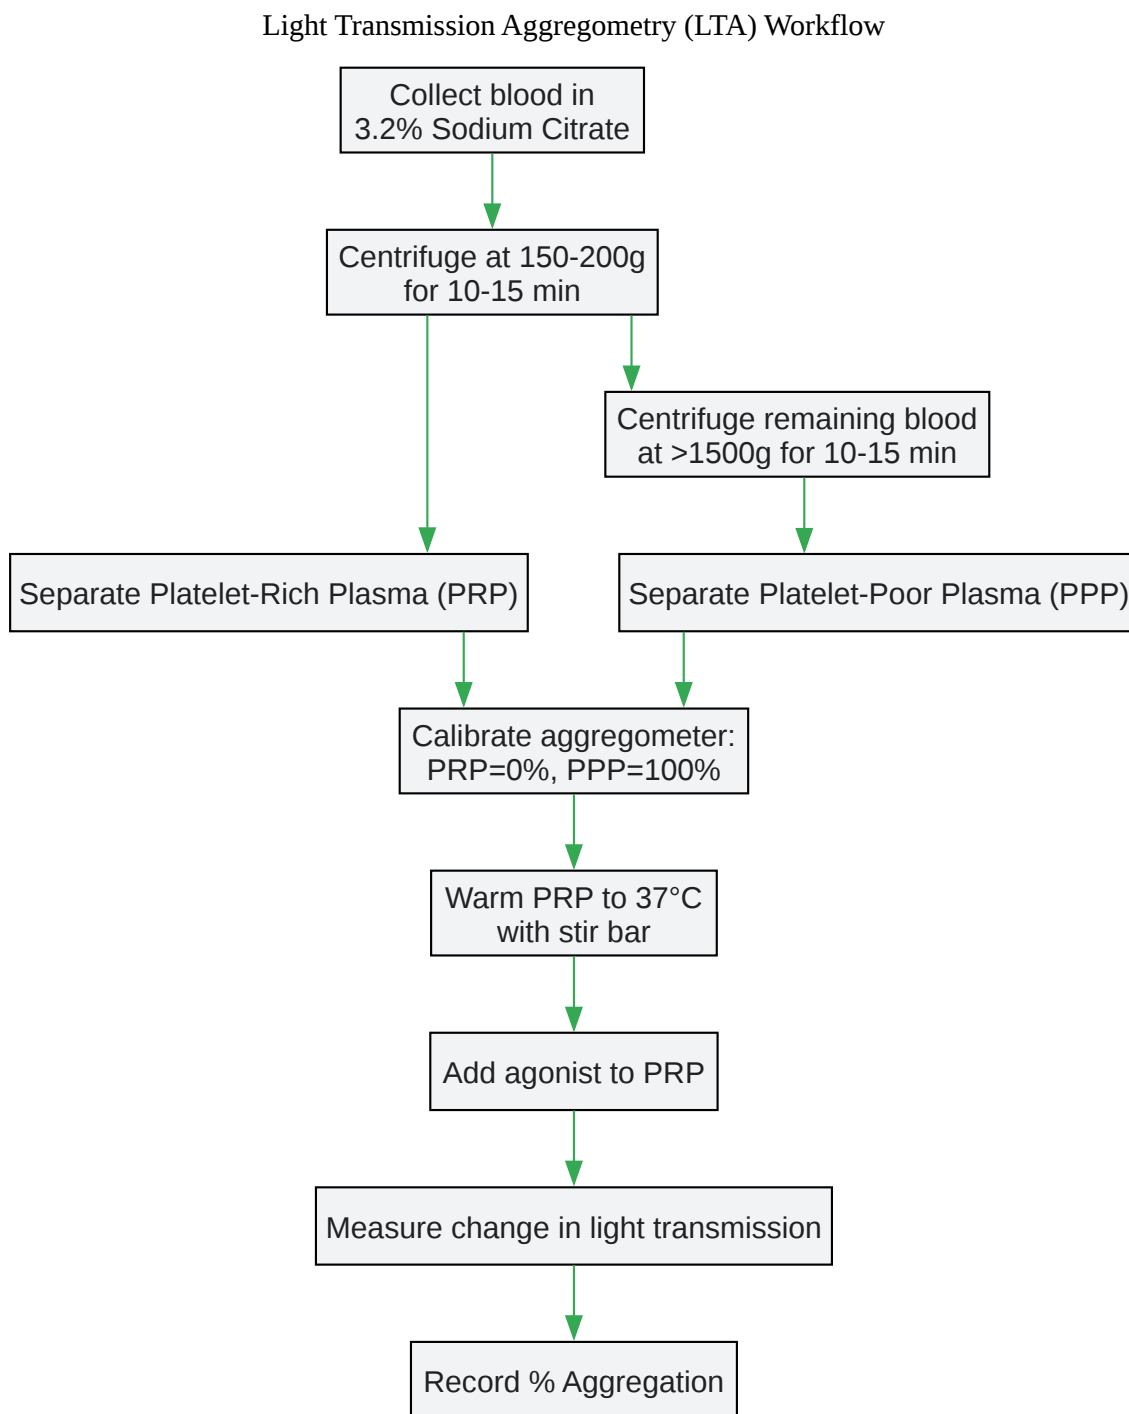 Light Transmission Aggregometry (LTA) Workflow
Collect blood in
3.2% Sodium Citrate
Centrifuge at 150-200g
for 10-15 min
Centrifuge remaining blood
at >1500g for 10-15 min
Separate Platelet-Rich Plasma (PRP)
Separate Platelet-Poor Plasma (PPP)
Calibrate aggregometer:
PRP=0%, PPP=100%
Warm PRP to 37°C
with stir bar
Add agonist to PRP
Measure change in light transmission
Record % Aggregation